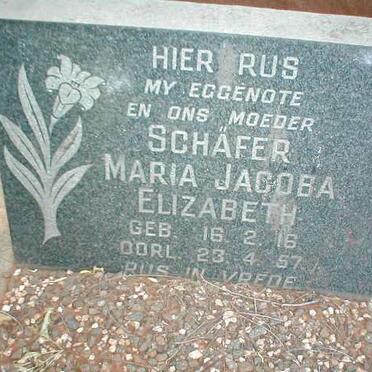 HIER RUS
MY EGGENOTE
EN ONS MOEDER
SCHÄFER
MARIA JACOBA
ELIZABETH
GEB. 16. 2. 16
OORL. 23. 4. 57
RUS IN VREDE